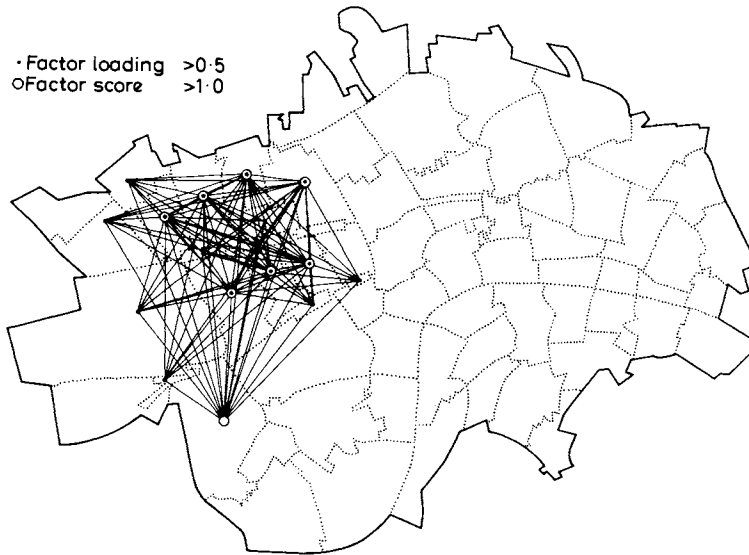 · Factor loading >0·5
○ Factor score >1·0